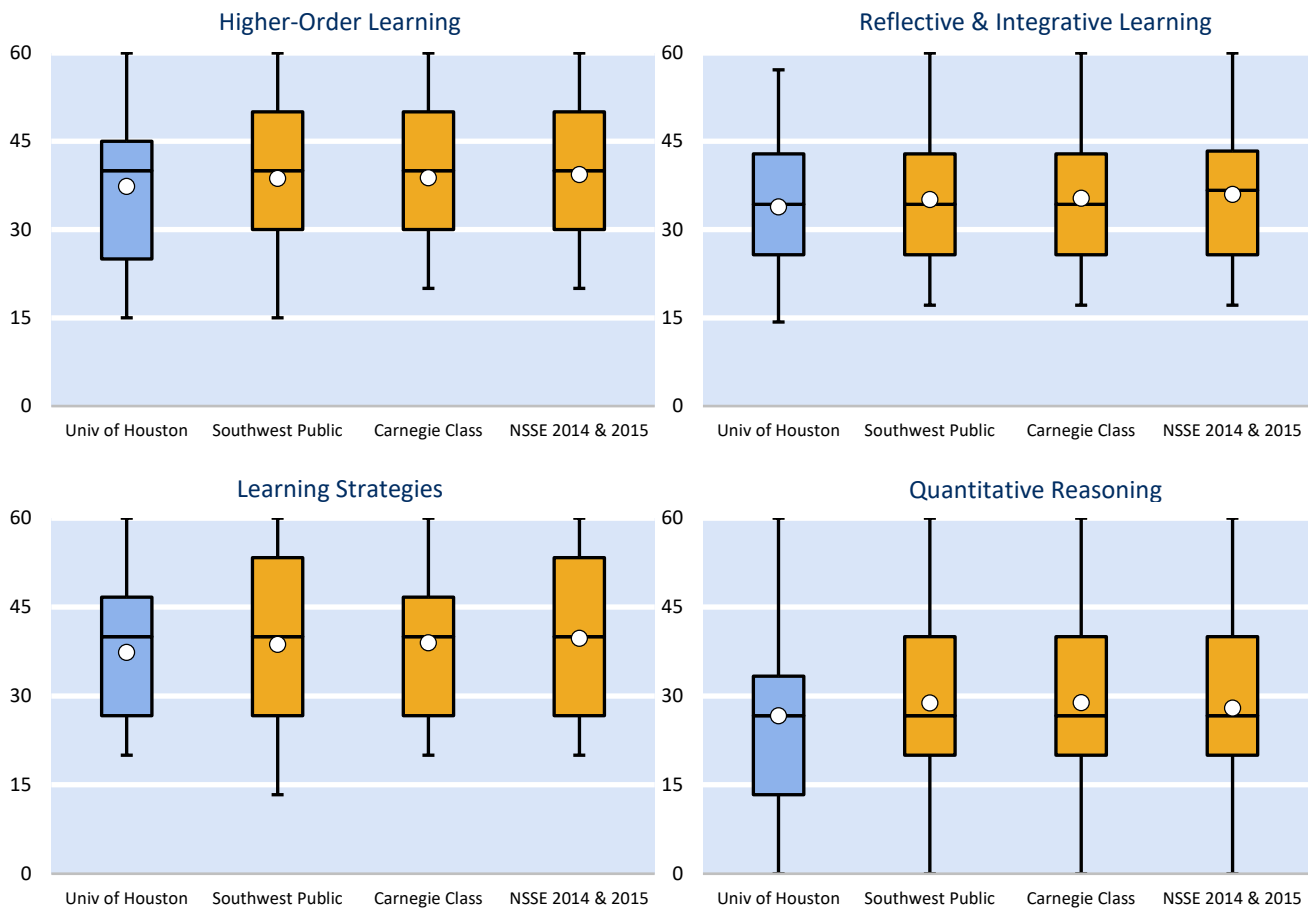 Higher-Order Learning
60
45
30
15
0
Univ of Houston Southwest Public Carnegie Class NSSE 2014 & 2015
Reflective & Integrative Learning
60
45
30
15
0
Univ of Houston Southwest Public Carnegie Class NSSE 2014 & 2015
Learning Strategies
60
45
30
15
0
Univ of Houston Southwest Public Carnegie Class NSSE 2014 & 2015
Quantitative Reasoning
60
45
30
15
0
Univ of Houston Southwest Public Carnegie Class NSSE 2014 & 2015